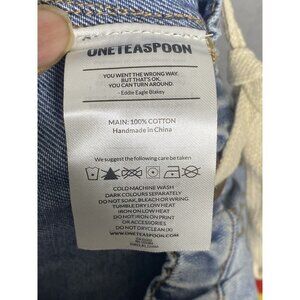 ONETEASPOON
YOU WENT THE WRONG WAY.
BUT THAT'S OK.
YOU CAN TURN AROUND.
- Eddie Eagle Blakey
MAIN: 100% COTTON
Handmade in China
We suggest the following care be taken
COLD MACHINE WASH
DARK COLOURS SEPARATELY
DO NOT SOAK, BLEACH OR WRING
TUMBLE DRY LOW HEAT
IRON ON LOW HEAT
DO NOT IRON ON PRINT
OR ACCESSORIES
DO NOT DRYCLEAN (X)
WWW.ONETEASPOON.COM